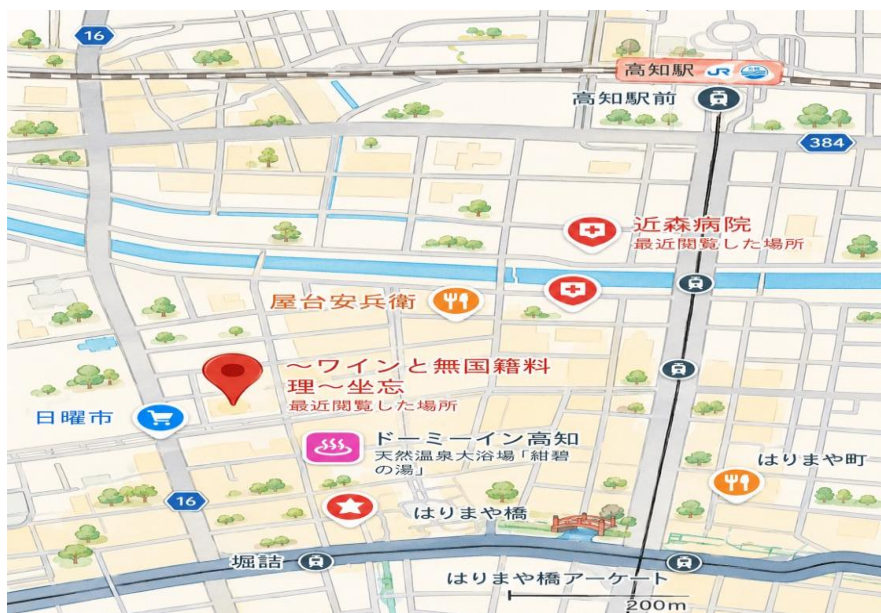 16
高知駅 JR
高知駅前
384
近森病院
最近閲覧した場所
屋台安兵衛
～ワインと無国籍料
理～坐忘
最近閲覧した場所
日曜市
ドーミーイン高知
天然温泉大浴場「紺碧
の湯」
はりまや町
16
はりまや橋
堀詰
はりまや橋アーケート
200m